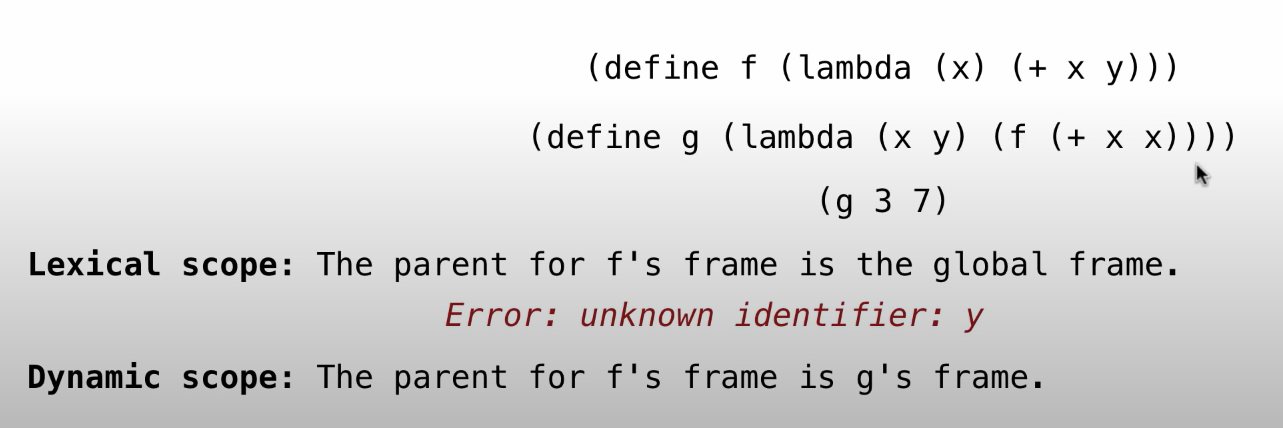 (define f (lambda (x) (+ x y)))
(define g (lambda (x y) (f (+ x x))))
(g 3 7)
Lexical scope: The parent for f's frame is the global frame.
Error: unknown identifier: y
Dynamic scope: The parent for f's frame is g's frame.